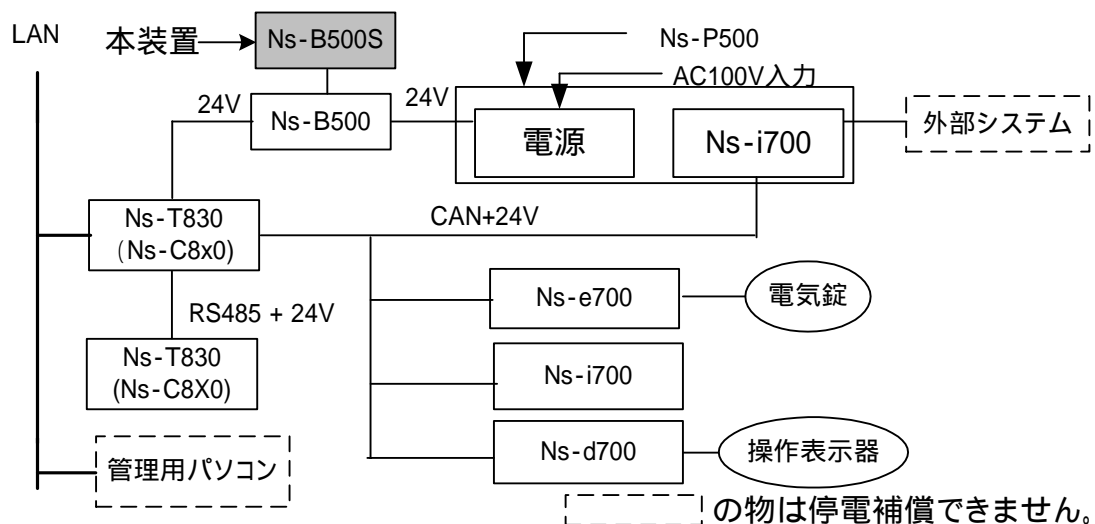 LAN
本装置
Ns-B500S
Ns-P500
AC100V入力
24V
Ns-B500
24V
電源
Ns-i700
外部システム
Ns-T830
(Ns-C8x0)
CAN+24V
RS485 + 24V
Ns-e700
電気錠
Ns-T830
(Ns-C8X0)
Ns-i700
管理用パソコン
Ns-d700
操作表示器
の物は停電補償できません。